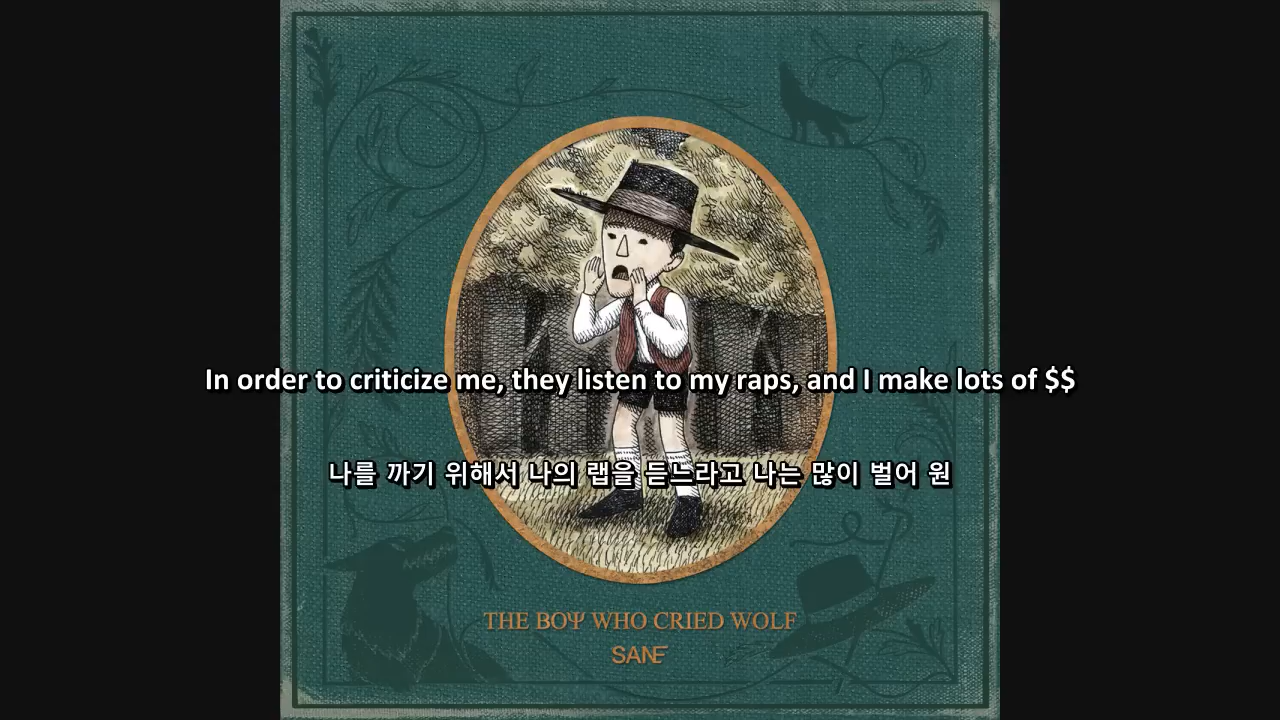 In order to criticize me, they listen to my raps, and I make lots of $$
나를 까기 위해서 나의 랩을 듣느라고 나는 많이 벌어 원
THE BOΨ WHO CRIED WOLF
SAN E